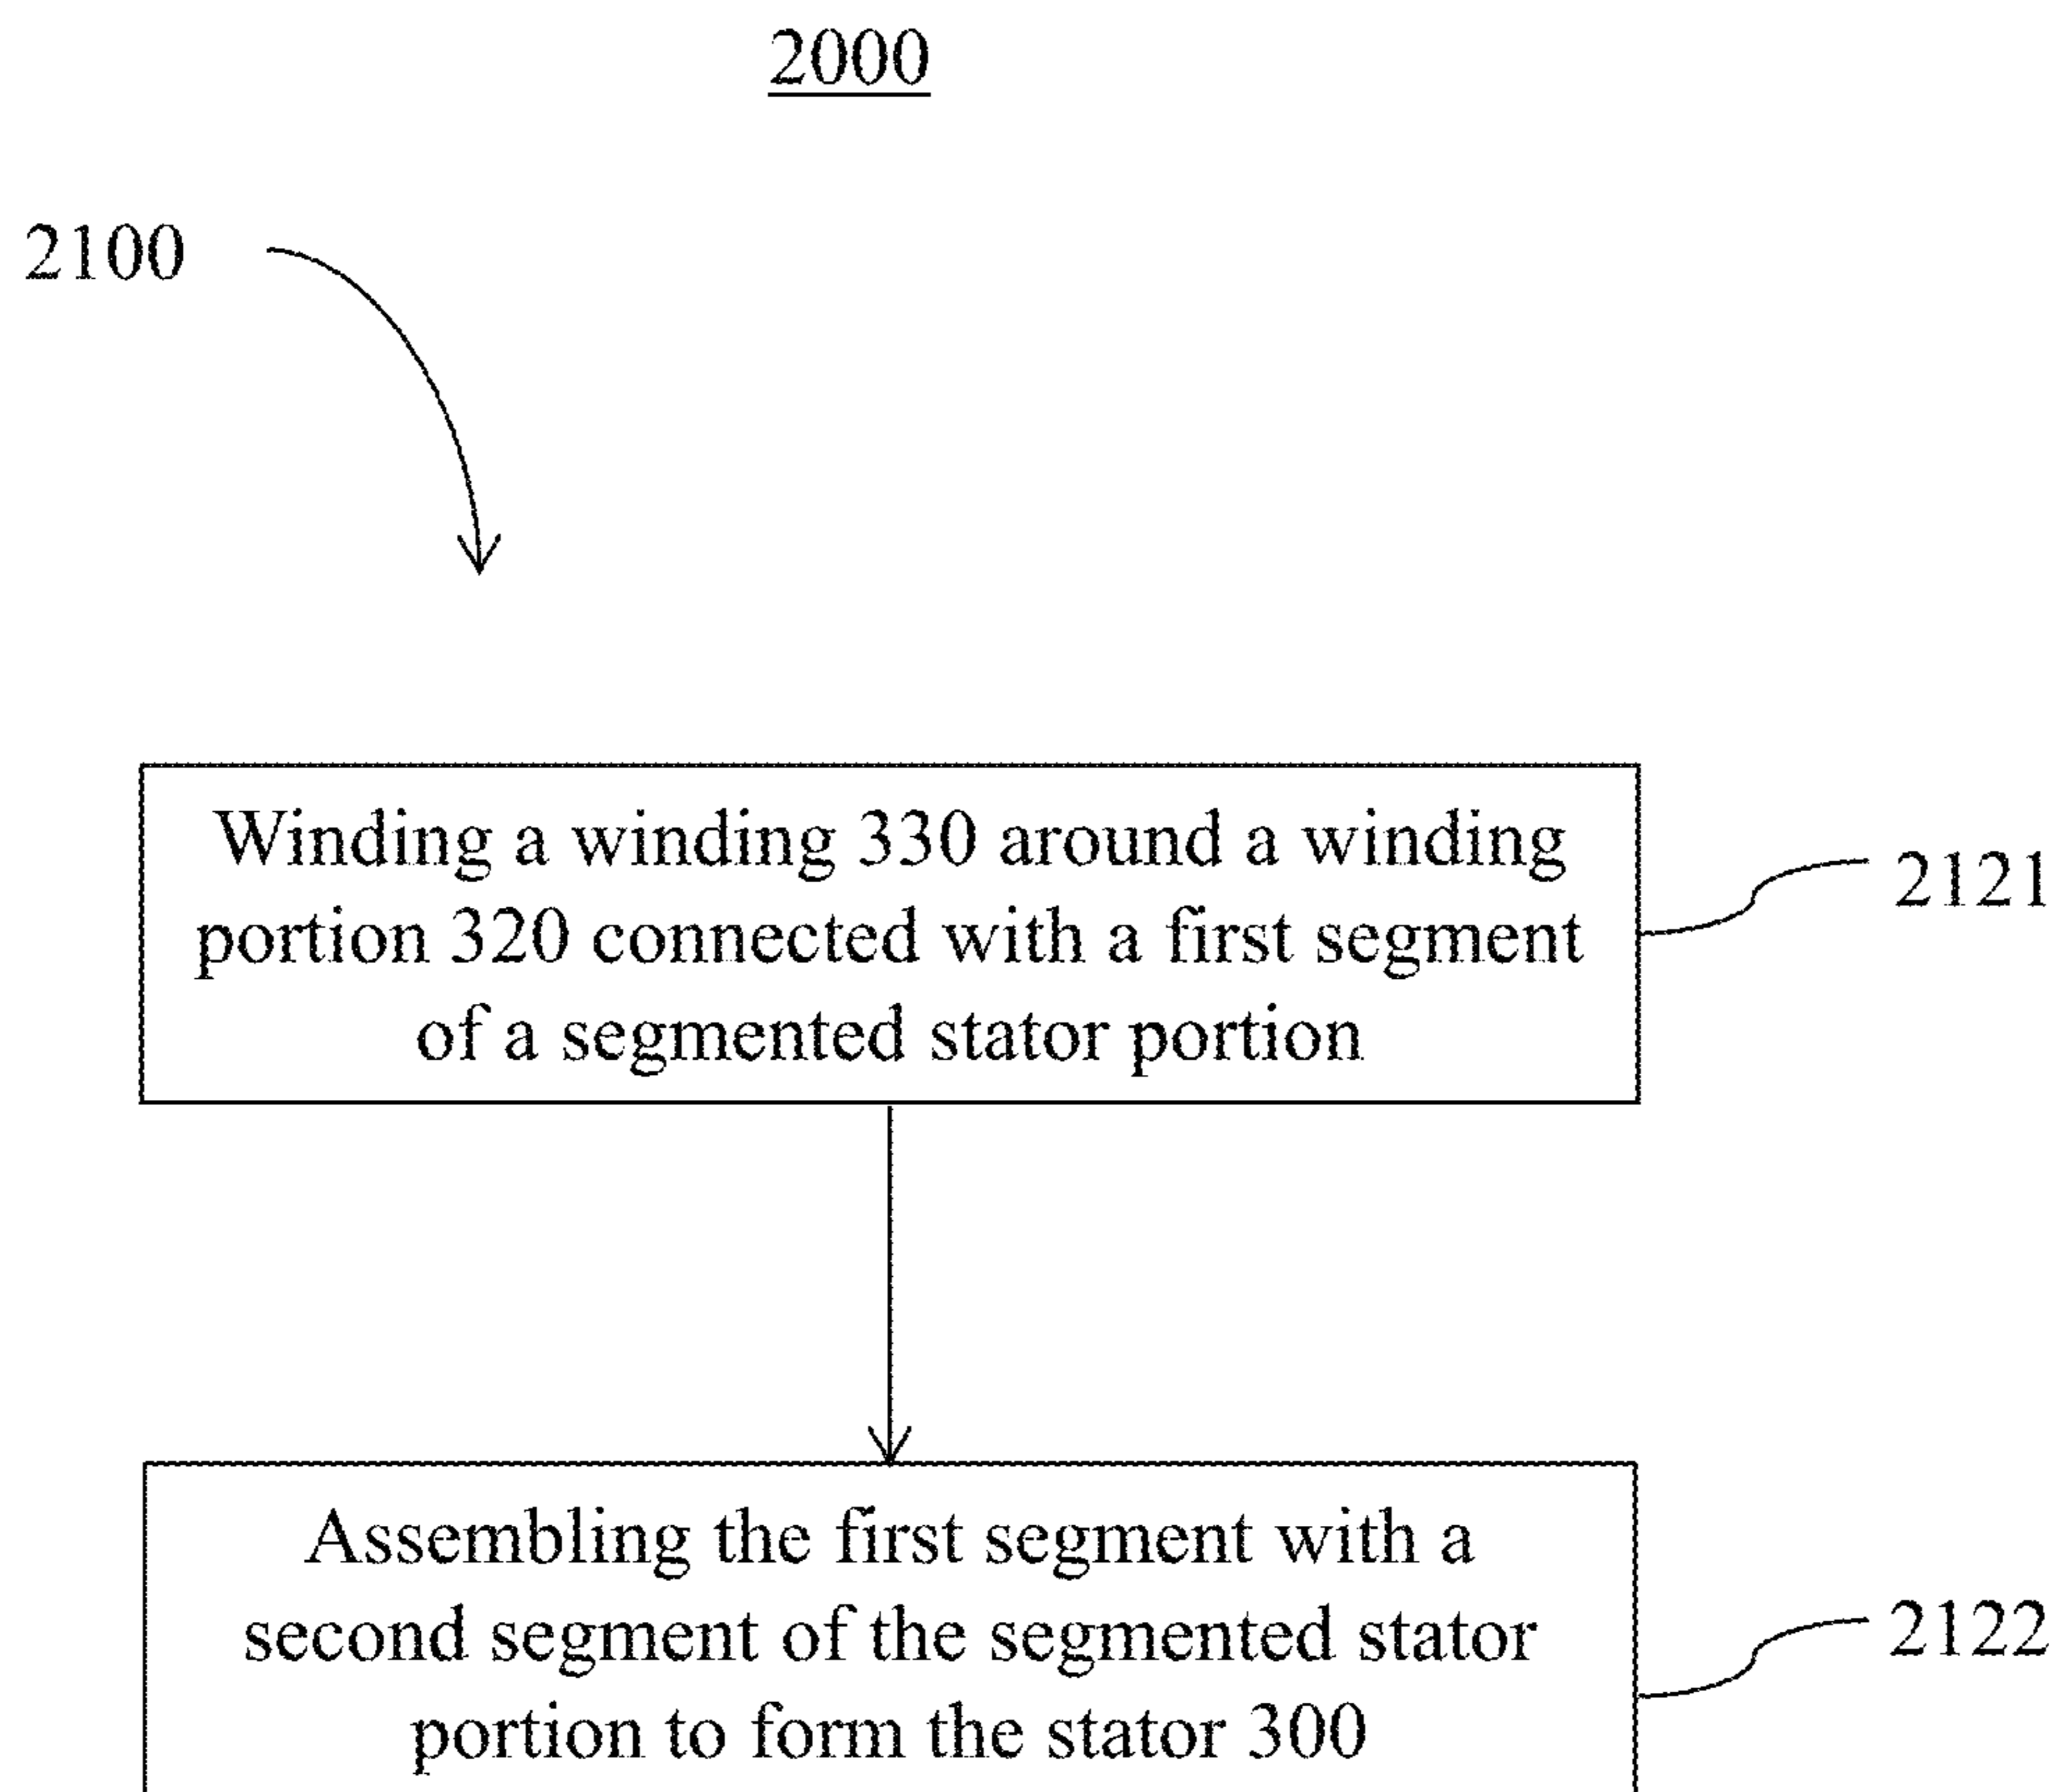 2000
2100
Winding a winding 330 around a winding
portion 320 connected with a first segment
of a segmented stator portion
2121
Assembling the first segment with a
second segment of the segmented stator
portion to form the stator 300
2122